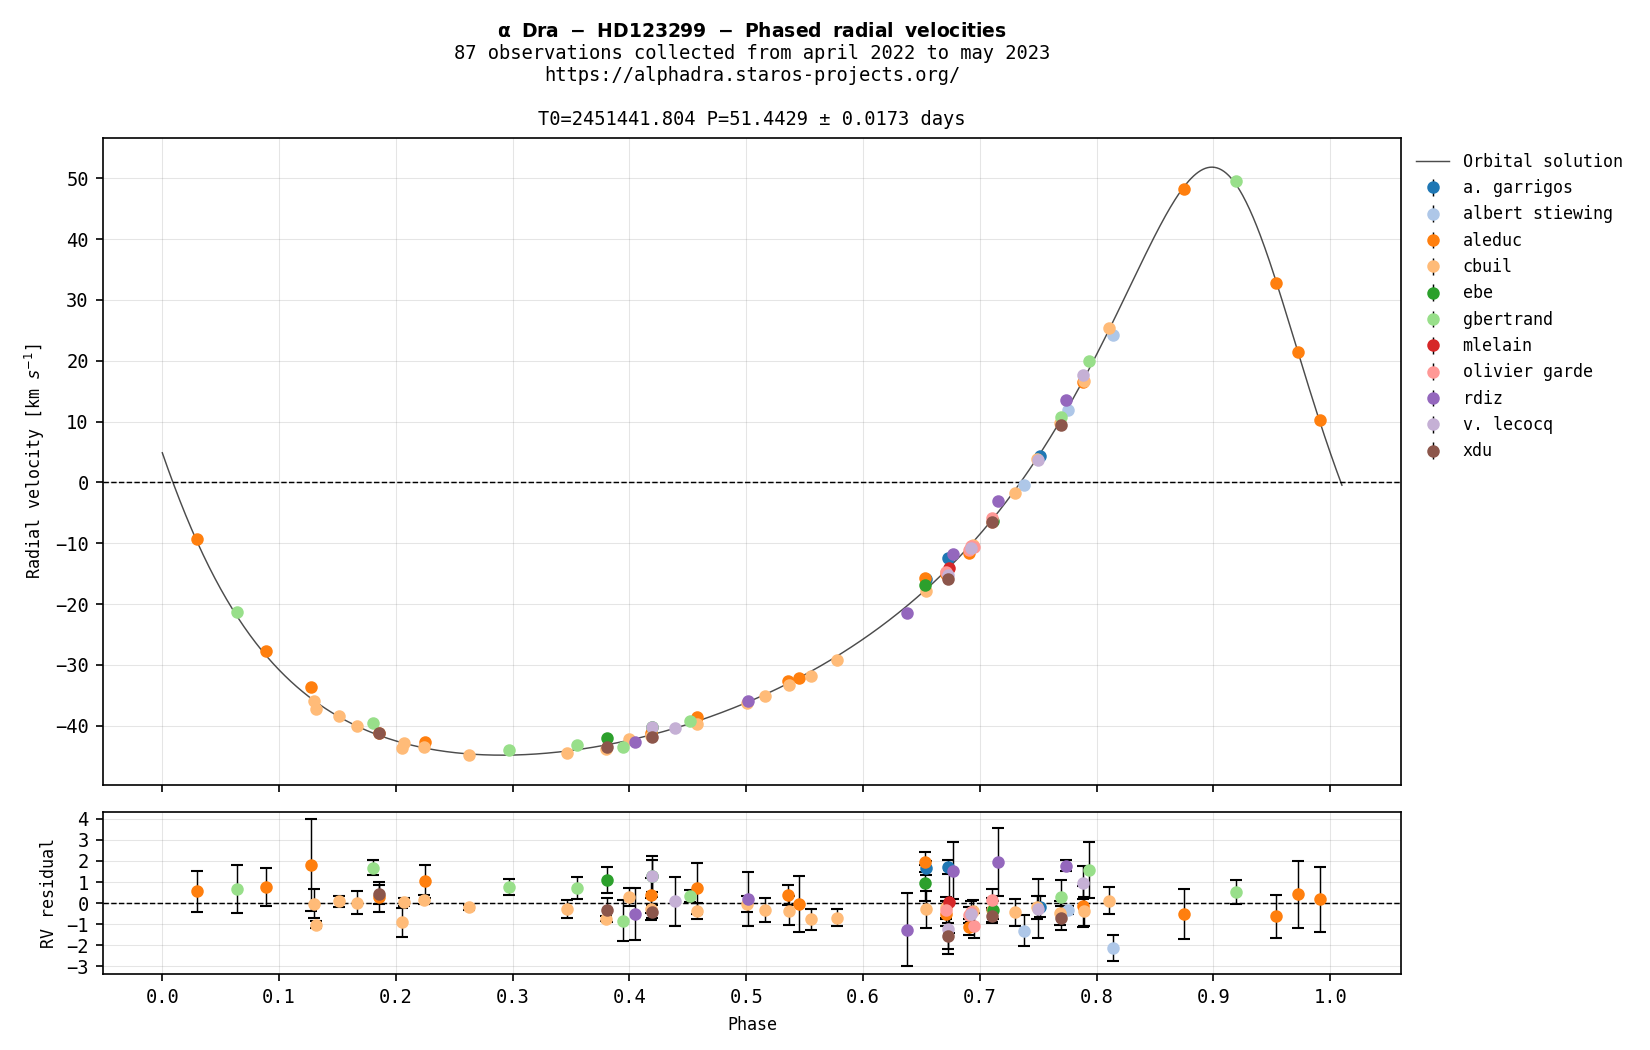 α Dra − HD123299 − Phased radial velocities
87 observations collected from april 2022 to may 2023
https://alphadra.staros-projects.org/
T0=2451441.804 P=51.4429 ± 0.0173 days
Radial velocity [km s⁻¹]
50
40
30
20
10
0
−10
−20
−30
−40
Orbital solution
a. garrigos
albert stiewing
aleduc
cbuil
ebe
gbertrand
mlelain
olivier garde
rdiz
v. lecocq
xdu
RV residual
4
3
2
1
0
−1
−2
−3
0.0 0.1 0.2 0.3 0.4 0.5 0.6 0.7 0.8 0.9 1.0
Phase